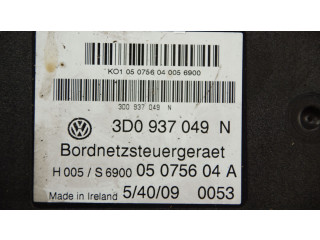 KO1 05 0756 04 005 6900
3D0 937 049 N
3D0 937 049 N
Bordnetzsteuergeraet
H 005 / S 6900 05 0756 04 A
Made in Ireland 5/40/09 0053